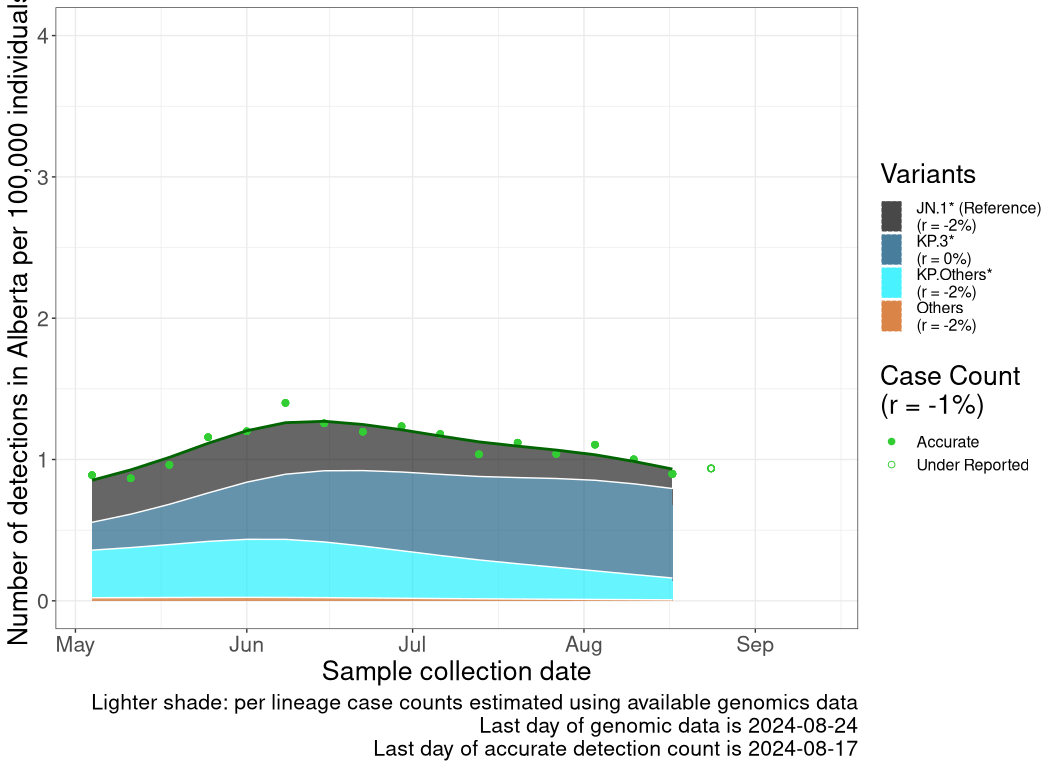 Number of detections in Alberta per 100,000 individuals
4
3
2
1
0
May Jun Jul Aug Sep
Sample collection date
Lighter shade: per lineage case counts estimated using available genomics data
Last day of genomic data is 2024-08-24
Last day of accurate detection count is 2024-08-17
Variants
JN.1* (Reference)
(r = -2%)
KP.3*
(r = 0%)
KP.Others*
(r = -2%)
Others
(r = -2%)
Case Count
(r = -1%)
Accurate
Under Reported